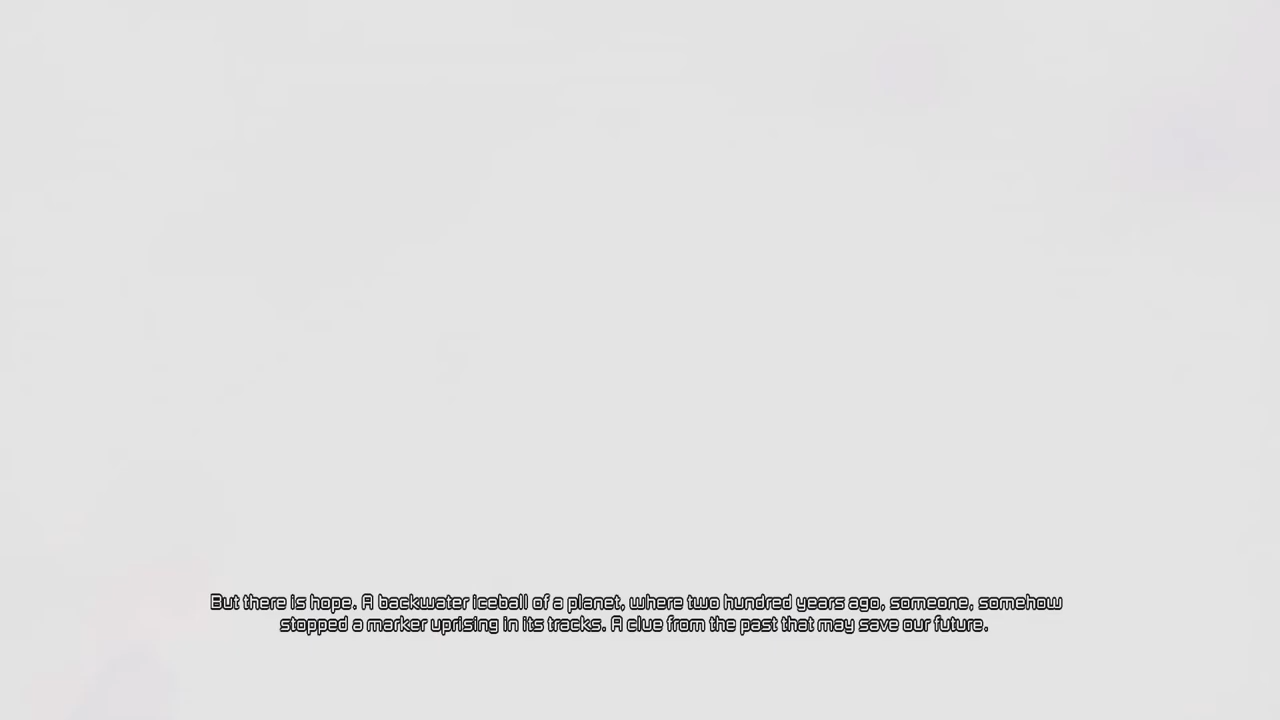 But there is hope. A backwater iceball of a planet, where two hundred years ago, someone, somehow
stopped a marker uprising in its tracks. A clue from the past that may save our future.